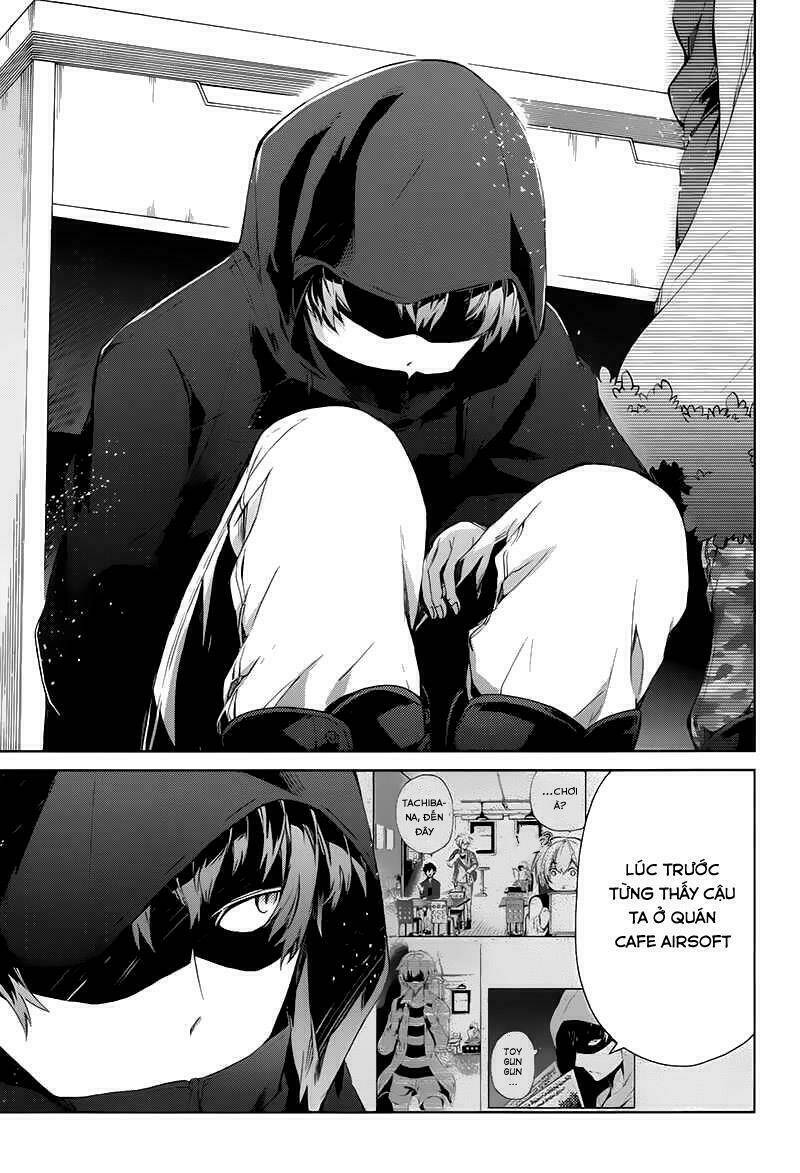 LÚC TRƯỚC
TỪNG THẤY CẬU
TA Ở QUÁN
CAFE AIRSOFT
...CHƠI
À?
TACHIBA-
NA, ĐẾN
ĐÂY
TOY
GUN
GUN
...